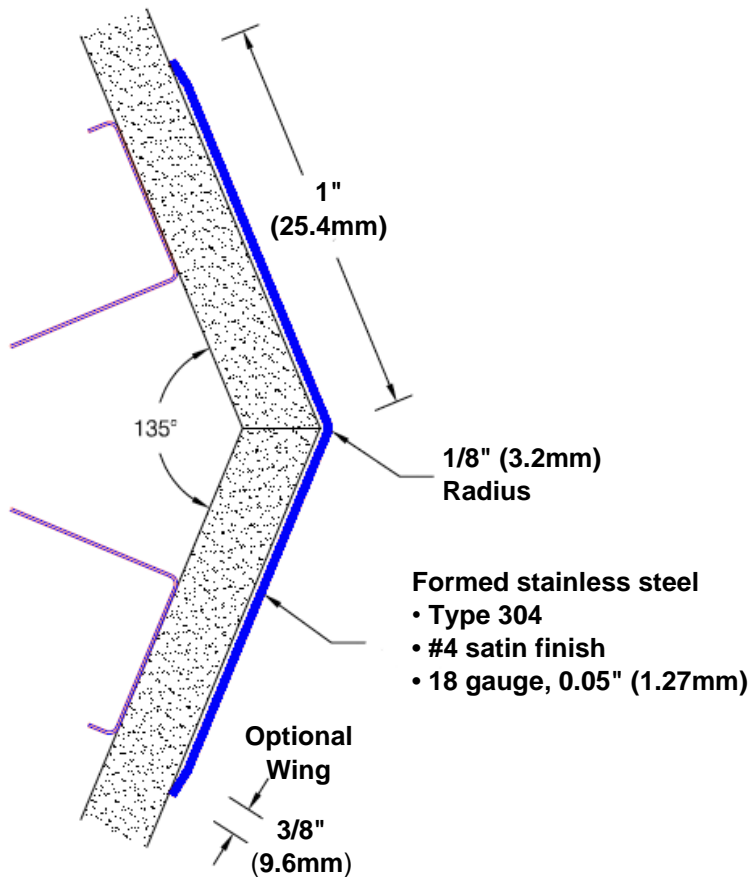 1"
(25.4mm)
135°
1/8" (3.2mm)
Radius
Formed stainless steel
• Type 304
• #4 satin finish
• 18 gauge, 0.05" (1.27mm)
Optional
Wing
3/8"
(9.6mm)